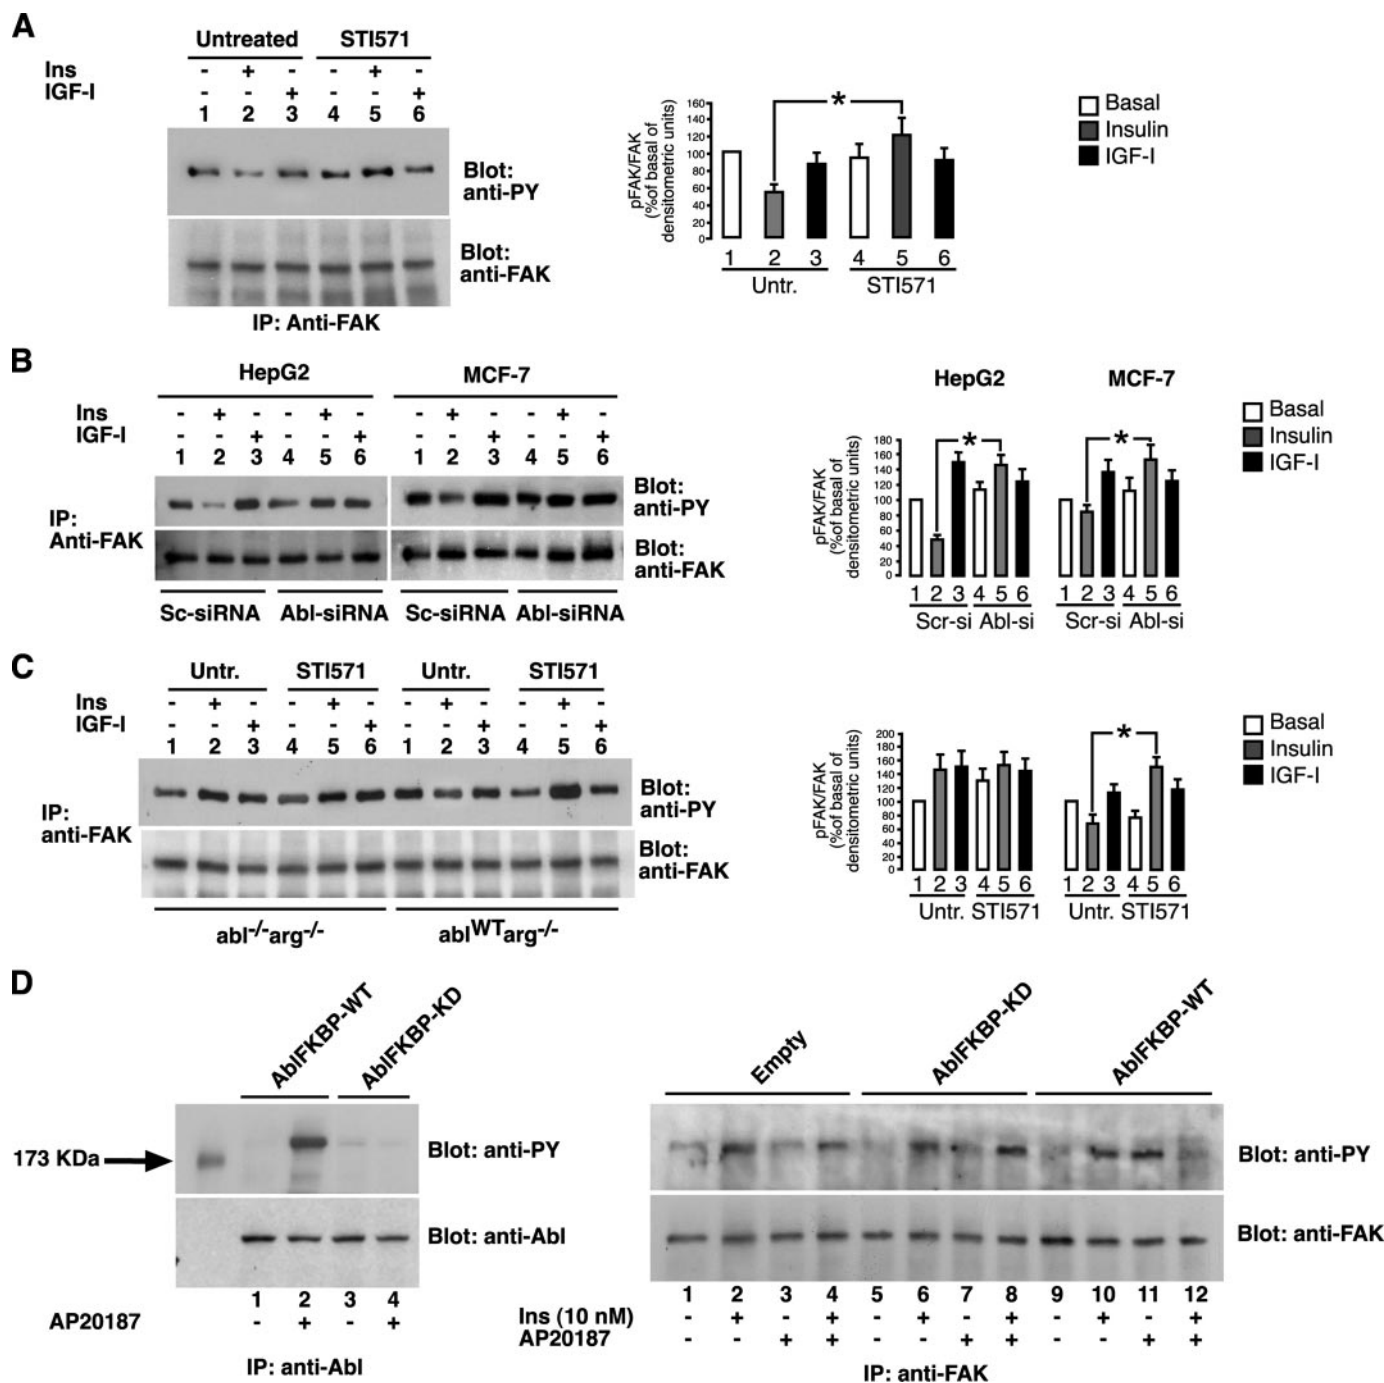 A
Untreated STI571
Ins - + - - + -
IGF-I - - + - - +
1 2 3 4 5 6
Blot:
anti-PY
Blot:
anti-FAK
IP: Anti-FAK
pFAK/FAK
(%of basal of
densitometric units)
160
140
120
100
80
60
40
20
0
*
1 2 3 4 5 6
Untr. STI571
Basal
Insulin
IGF-I
B
HepG2 MCF-7
Ins - + - - + - - + - - + -
IGF-I - - + - - + - - + - - +
1 2 3 4 5 6 1 2 3 4 5 6
IP:
Anti-FAK
Blot:
anti-PY
Blot:
anti-FAK
Sc-siRNA Abl-siRNA Sc-siRNA Abl-siRNA
HepG2 MCF-7
pFAK/FAK
(%of basal of
densitometric units)
180
160
140
120
100
80
60
40
20
0
* *
1 2 3 4 5 6 1 2 3 4 5 6
Scr-si Abl-si Scr-si Abl-si
Basal
Insulin
IGF-I
C
Untr. STI571 Untr. STI571
Ins - + - - + - - + - - + -
IGF-I - - + - - + - - + - - +
1 2 3 4 5 6 1 2 3 4 5 6
IP:
anti-FAK
Blot:
anti-PY
Blot:
anti-FAK
abl-/-arg-/- ablWTarg-/-
pFAK/FAK
(% of basal of
densitometric units)
200
180
160
140
120
100
80
60
40
20
0
*
1 2 3 4 5 6 1 2 3 4 5 6
Untr. STI571 Untr. STI571
Basal
Insulin
IGF-I
D
AblFKBP-WT AblFKBP-KD
173 KDa
Blot: anti-PY
Blot: anti-Abl
1 2 3 4
AP20187 - + - +
IP: anti-Abl
Empty AblFKBP-KD AblFKBP-WT
Blot: anti-PY
Blot: anti-FAK
1 2 3 4 5 6 7 8 9 10 11 12
Ins (10 nM) - + - + - + - + - + - +
AP20187 - - + + - - + + - - + +
IP: anti-FAK